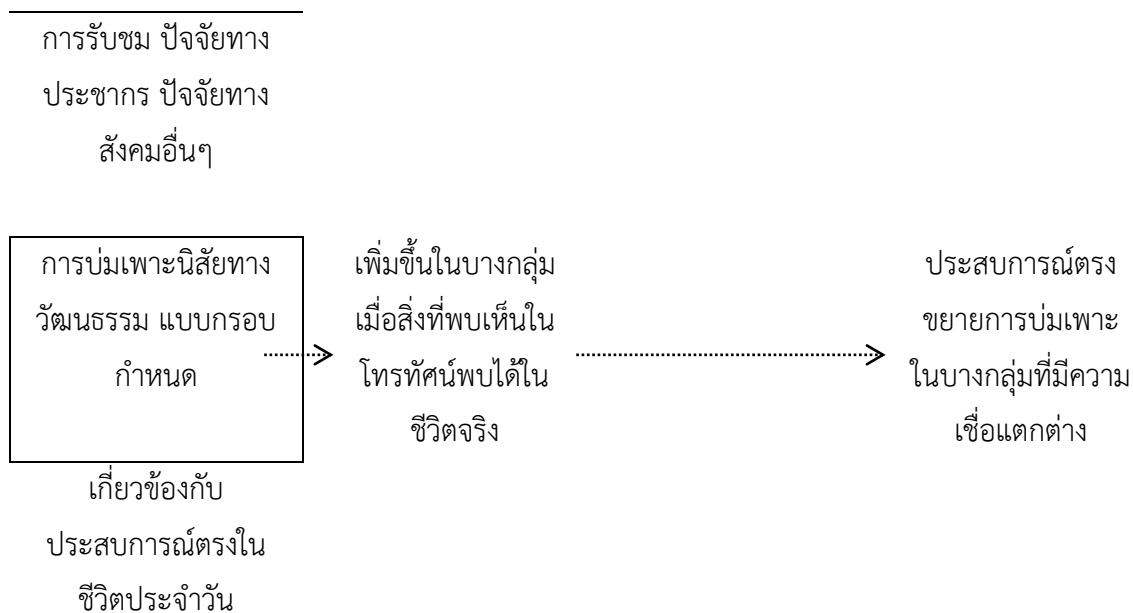 การรับชม ปัจจัยทาง
ประชากร ปัจจัยทาง
สังคมอื่นๆ
การบ่มเพาะนิสัยทาง
วัฒนธรรม แบบกรอบ
กำหนด
เพิ่มขึ้นในบางกลุ่ม
เมื่อสิ่งที่พบเห็นใน
โทรทัศน์พบได้ใน
ชีวิตจริง
ประสบการณ์ตรง
ขยายการบ่มเพาะ
ในบางกลุ่มที่มีความ
เชื่อแตกต่าง
เกี่ยวข้องกับ
ประสบการณ์ตรงใน
ชีวิตประจำวัน